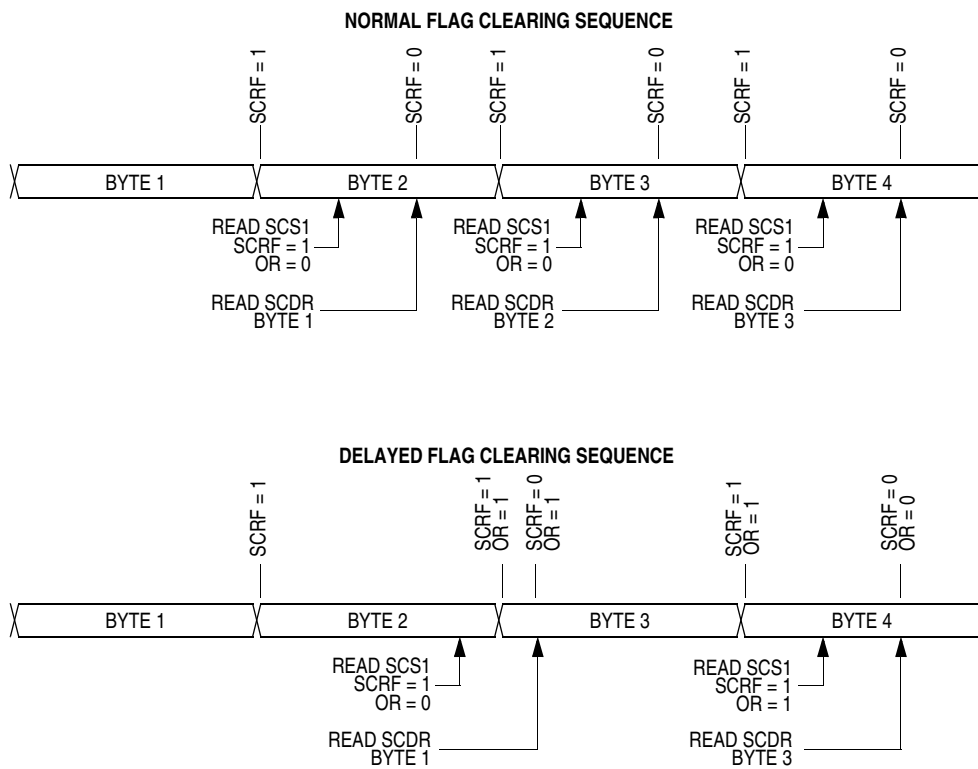 NORMAL FLAG CLEARING SEQUENCE
SCRF = 1
SCRF = 0
SCRF = 1
SCRF = 0
SCRF = 1
SCRF = 0
BYTE 1
BYTE 2
BYTE 3
BYTE 4
READ SCS1
SCRF = 1
OR = 0
READ SCS1
SCRF = 1
OR = 0
READ SCS1
SCRF = 1
OR = 0
READ SCDR
BYTE 1
READ SCDR
BYTE 2
READ SCDR
BYTE 3
DELAYED FLAG CLEARING SEQUENCE
SCRF = 1
SCRF = 1
OR = 1
SCRF = 0
OR = 1
SCRF = 1
OR = 1
SCRF = 0
OR = 0
BYTE 1
BYTE 2
BYTE 3
BYTE 4
READ SCS1
SCRF = 1
OR = 0
READ SCS1
SCRF = 1
OR = 1
READ SCDR
BYTE 1
READ SCDR
BYTE 3